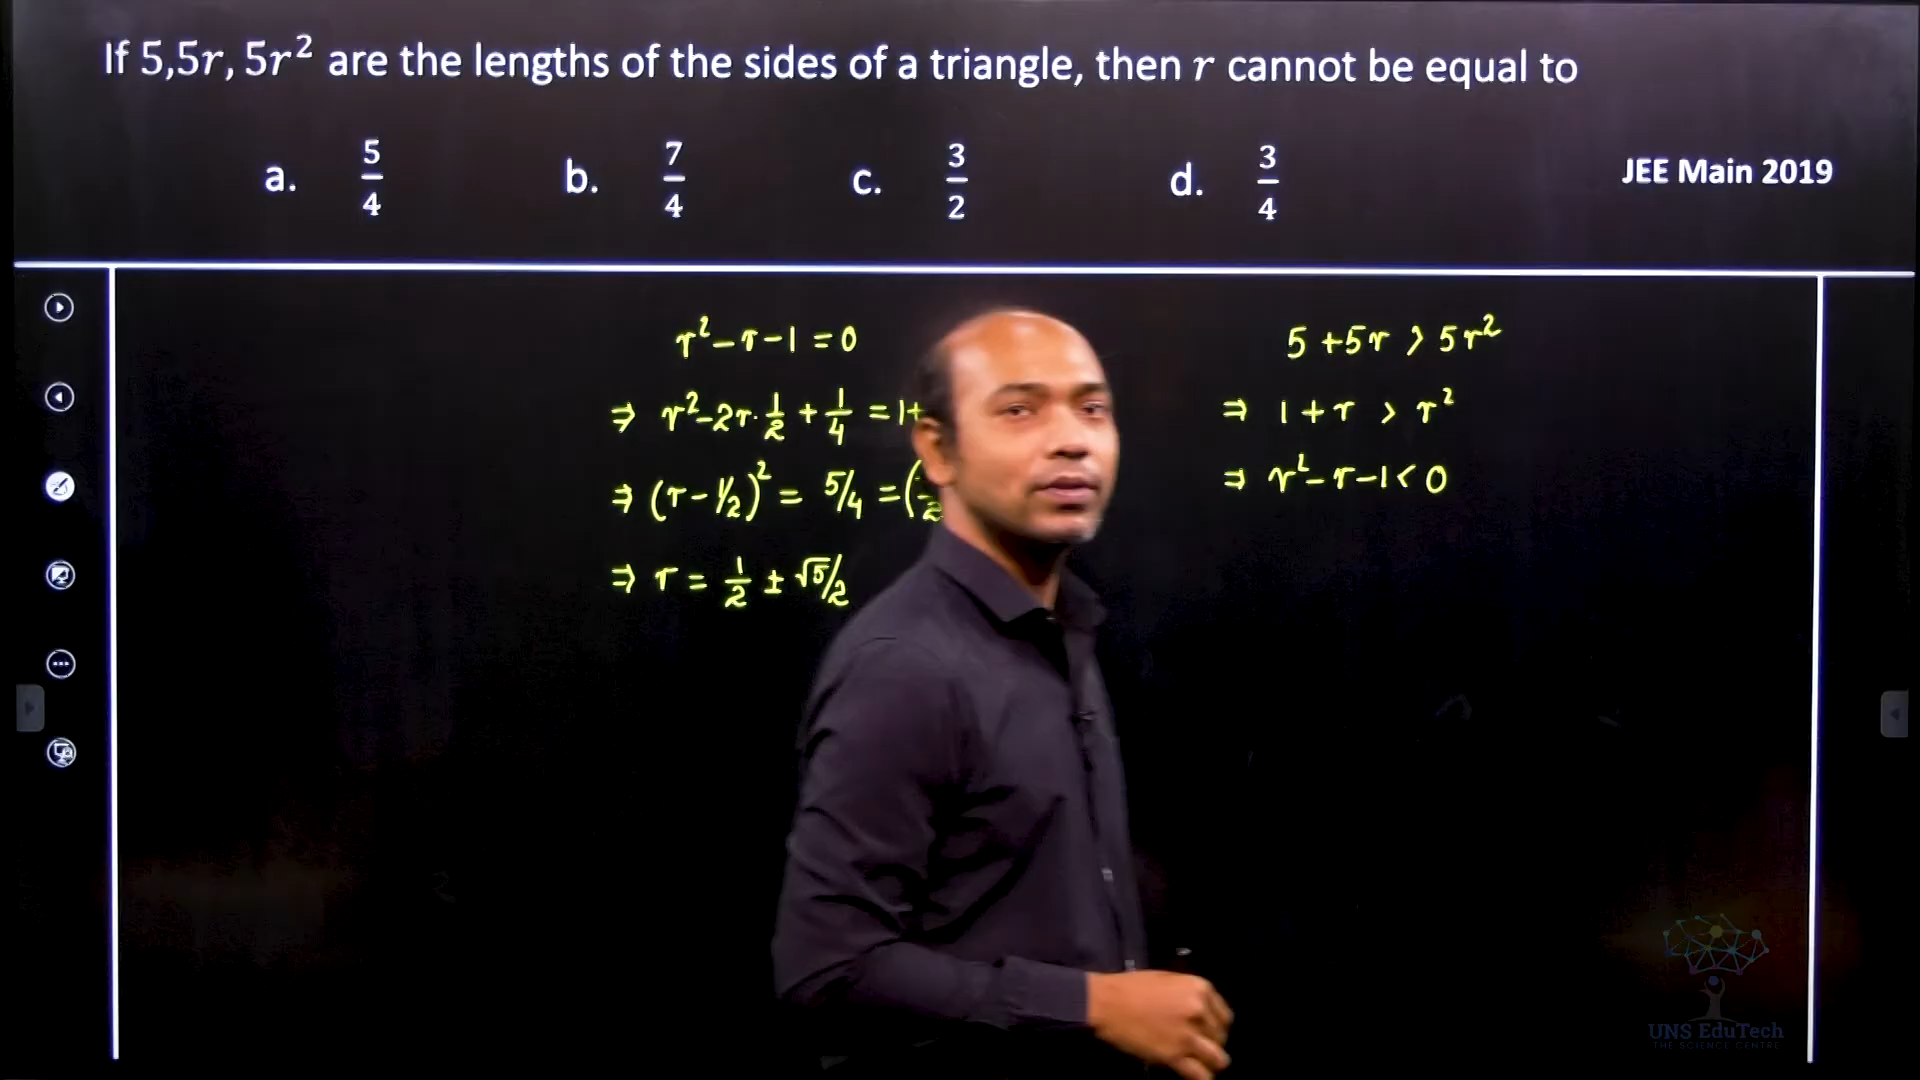 If 5,5r, 5r² are the lengths of the sides of a triangle, then r cannot be equal to
a. 5/4 b. 7/4 c. 3/2 d. 3/4 JEE Main 2019
r² - r - 1 = 0
⇒ r² - 2r · 1/2 + 1/4 = 1 +
⇒ (r - 1/2)² = 5/4 = (
⇒ r = 1/2 ± √5/2
5 + 5r > 5r²
⇒ 1 + r > r²
⇒ r² - r - 1 < 0
UNS EduTech
THE SCIENCE CENTRE